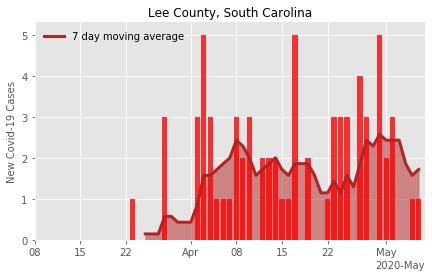 Lee County, South Carolina
7 day moving average
New Covid-19 Cases
5
4
3
2
1
0
08
15
22
Apr
08
15
22
May
2020-May